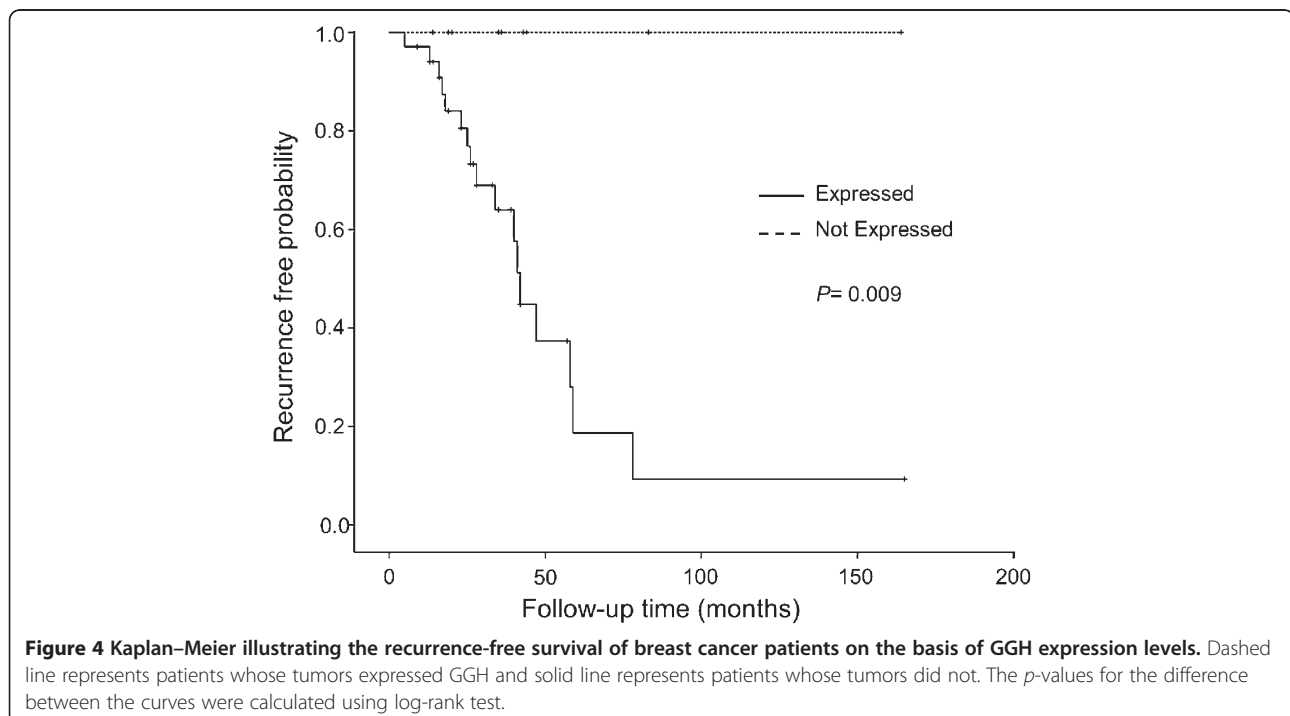 1.0
0.8
0.6
0.4
0.2
0.0
Recurrence free probability
Expressed
Not Expressed
P= 0.009
0 50 100 150 200
Follow-up time (months)
Figure 4 Kaplan–Meier illustrating the recurrence-free survival of breast cancer patients on the basis of GGH expression levels. Dashed
line represents patients whose tumors expressed GGH and solid line represents patients whose tumors did not. The p-values for the difference
between the curves were calculated using log-rank test.